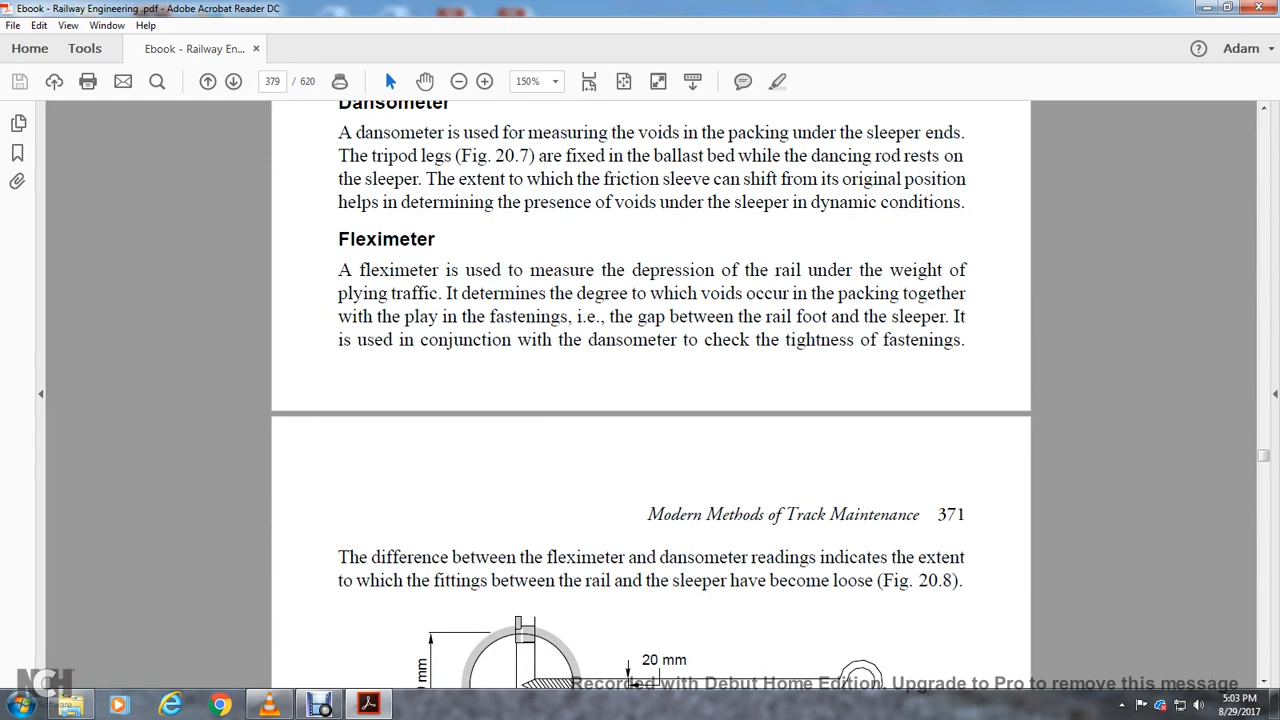 Ebook - Railway Engineering .pdf - Adobe Acrobat Reader DC
File Edit View Window Help
Home Tools Ebook - Railway En... × Adam
379 / 620 150%
Dansometer
A dansometer is used for measuring the voids in the packing under the sleeper ends.
The tripod legs (Fig. 20.7) are fixed in the ballast bed while the dancing rod rests on
the sleeper. The extent to which the friction sleeve can shift from its original position
helps in determining the presence of voids under the sleeper in dynamic conditions.
Fleximeter
A fleximeter is used to measure the depression of the rail under the weight of
plying traffic. It determines the degree to which voids occur in the packing together
with the play in the fastenings, i.e., the gap between the rail foot and the sleeper. It
is used in conjunction with the dansometer to check the tightness of fastenings.
Modern Methods of Track Maintenance 371
The difference between the fleximeter and dansometer readings indicates the extent
to which the fittings between the rail and the sleeper have become loose (Fig. 20.8).
20 mm
mm
NCH Software
Recorded with Debut Home Edition. Upgrade to Pro to remove this message
5:03 PM
8/29/2017